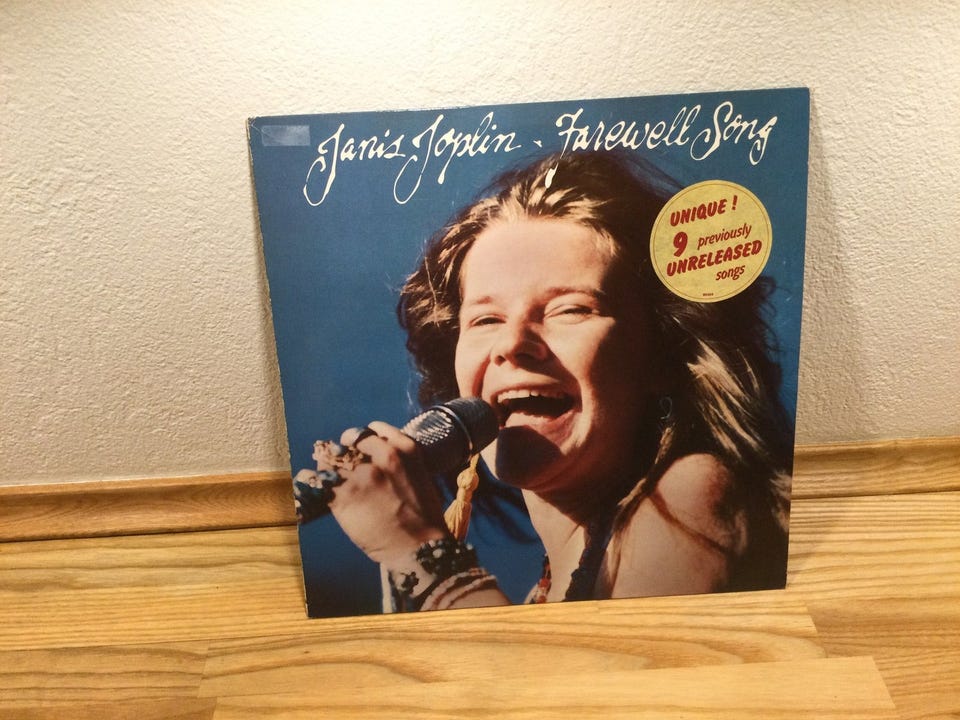 Janis Joplin - Farewell Song
UNIQUE !
9 previously
UNRELEASED
songs